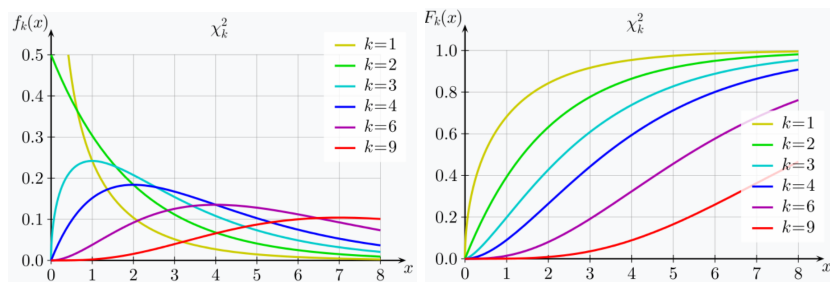 f_k(x)
χ²_k
k=1
k=2
k=3
k=4
k=6
k=9
0.5
0.4
0.3
0.2
0.1
0.0
0 1 2 3 4 5 6 7 8 x
F_k(x)
χ²_k
1.0
0.8
0.6
0.4
0.2
0.0
k=1
k=2
k=3
k=4
k=6
k=9
0 1 2 3 4 5 6 7 8 x